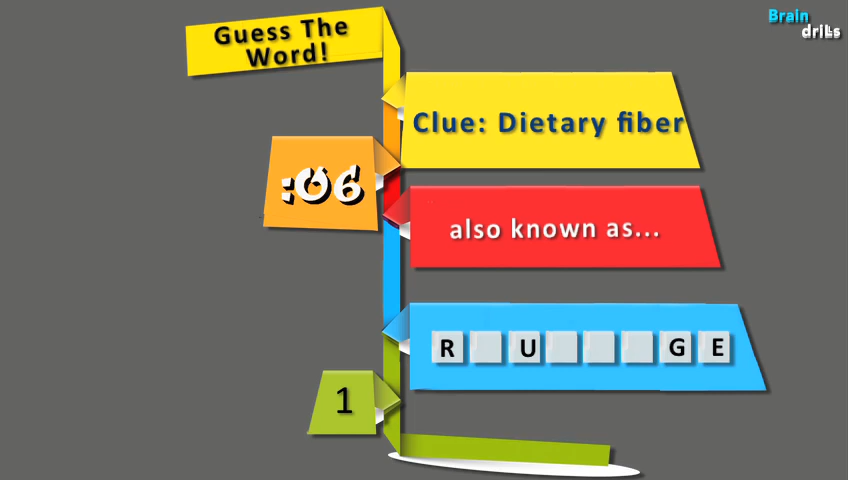 Guess The
Word!
Brain
drills
Clue: Dietary fiber
:06
also known as...
R U G E
1